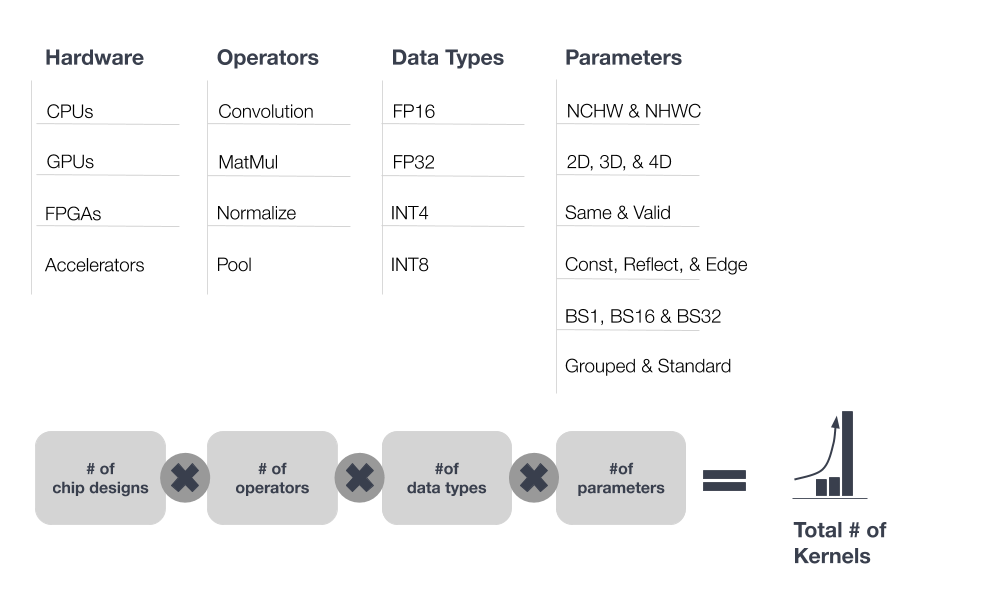 Hardware
CPUs
GPUs
FPGAs
Accelerators
Operators
Convolution
MatMul
Normalize
Pool
Data Types
FP16
FP32
INT4
INT8
Parameters
NCHW & NHWC
2D, 3D, & 4D
Same & Valid
Const, Reflect, & Edge
BS1, BS16 & BS32
Grouped & Standard
# of
chip designs
# of
operators
#of
data types
#of
parameters
=
Total # of
Kernels